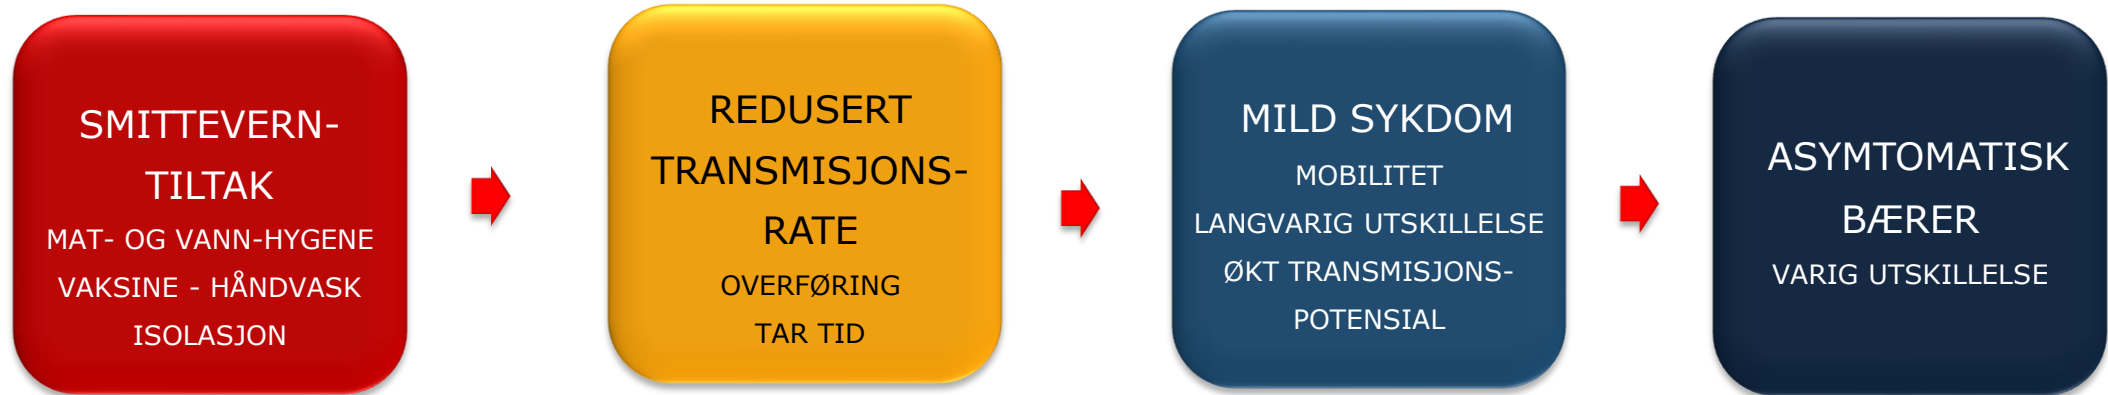 SMITTEVERN-
TILTAK
MAT- OG VANN-HYGENE
VAKSINE - HÅNDVASK
ISOLASJON
REDUSERT
TRANSMISJONS-
RATE
OVERFØRING
TAR TID
MILD SYKDOM
MOBILITET
LANGVARIG UTSKILLELSE
ØKT TRANSMISJONS-
POTENSIAL
ASYMTOMATISK
BÆRER
VARIG UTSKILLELSE